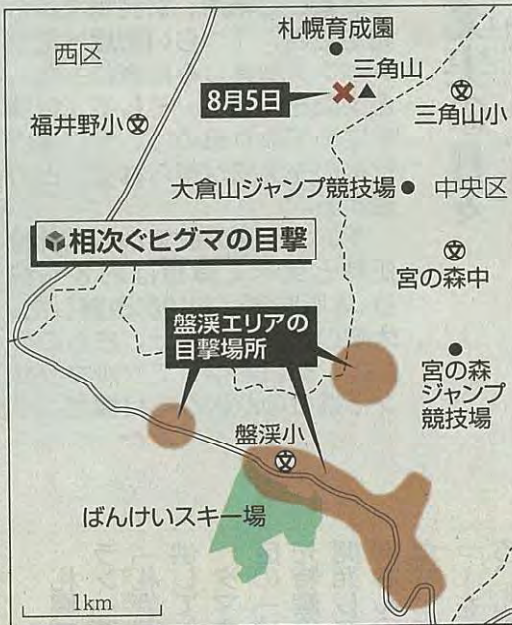 札幌育成園
西区
三角山
8月5日
三角山小
福井野小
大倉山ジャンプ競技場
中央区
相次ぐヒグマの目撃
宮の森中
盤渓エリアの
目撃場所
宮の森
ジャンプ
競技場
盤渓小
ばんけいスキー場
1km